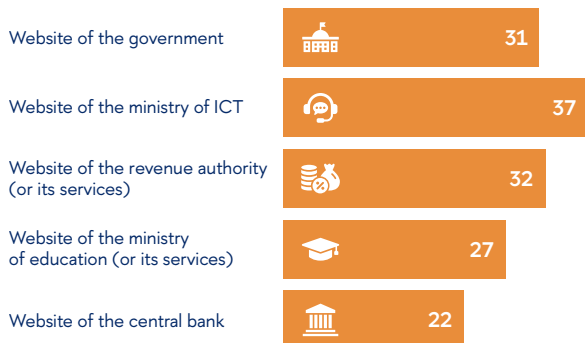 Website of the government
31
Website of the ministry of ICT
37
Website of the revenue authority
(or its services)
32
Website of the ministry
of education (or its services)
27
Website of the central bank
22